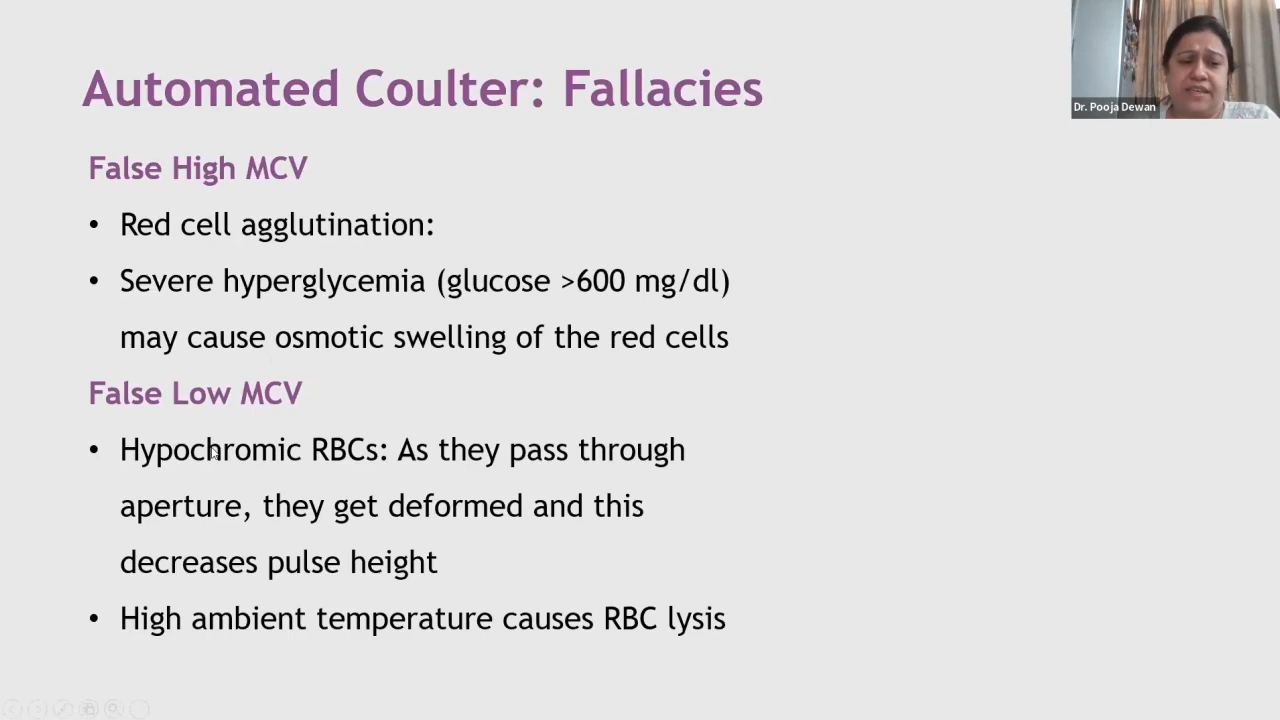 Automated Coulter: Fallacies
Dr. Pooja Dewan
False High MCV
• Red cell agglutination:
• Severe hyperglycemia (glucose >600 mg/dl)
may cause osmotic swelling of the red cells
False Low MCV
• Hypochromic RBCs: As they pass through
aperture, they get deformed and this
decreases pulse height
• High ambient temperature causes RBC lysis